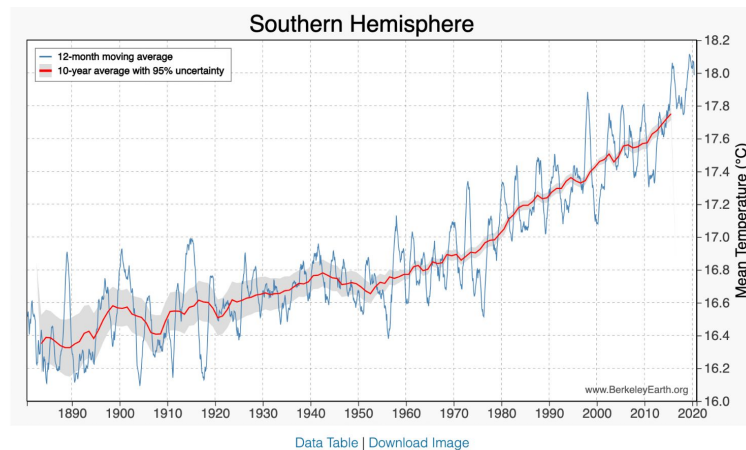 Southern Hemisphere
12-month moving average
10-year average with 95% uncertainty
18.2
18.0
17.8
17.6
17.4
17.2
17.0
16.8
16.6
16.4
16.2
16.0
Mean Temperature (°C)
www.BerkeleyEarth.org
1890 1900 1910 1920 1930 1940 1950 1960 1970 1980 1990 2000 2010 2020
Data Table | Download Image